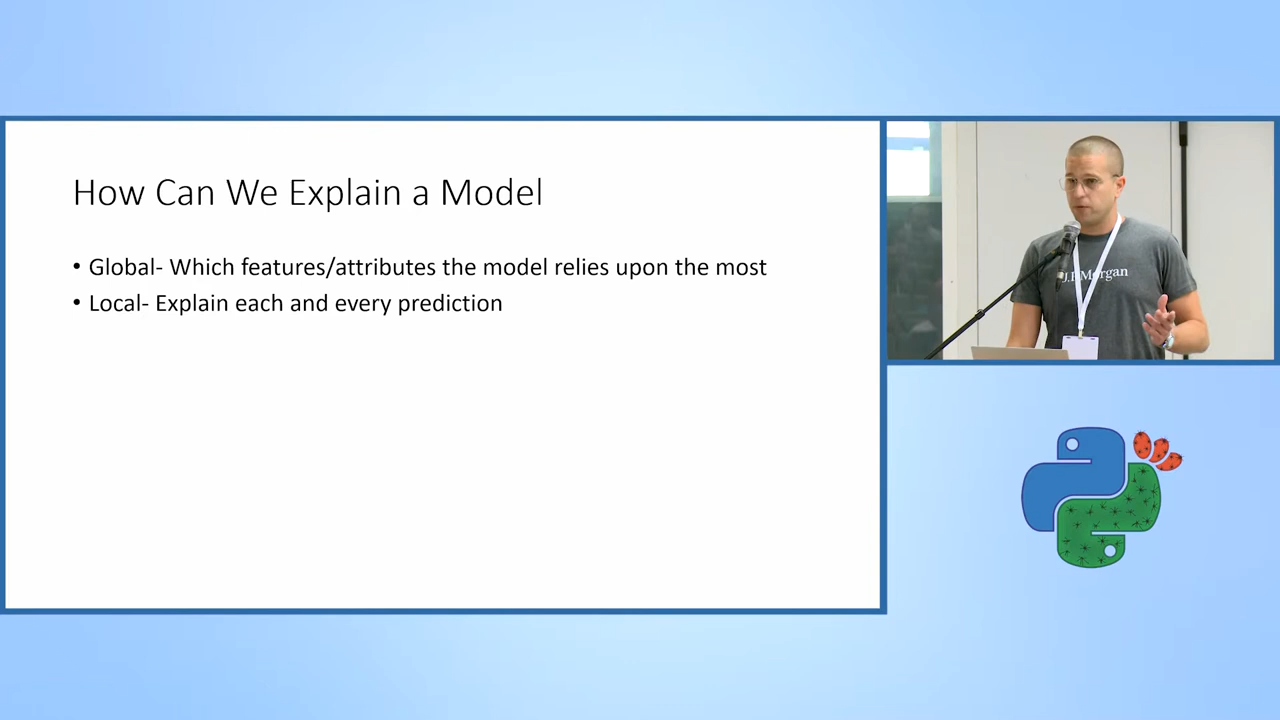 How Can We Explain a Model
• Global- Which features/attributes the model relies upon the most
• Local- Explain each and every prediction
J.P.Morgan